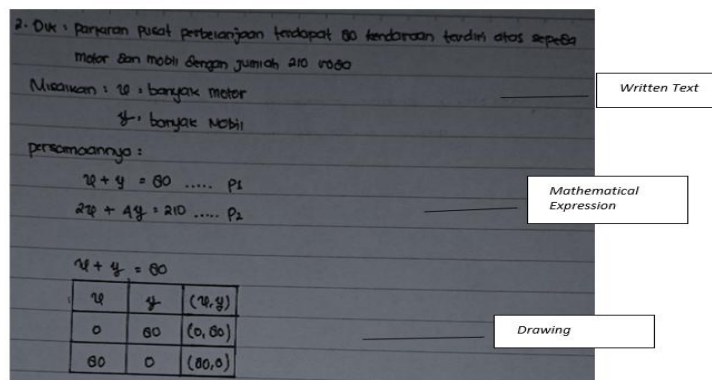 2. Dik : parkiran pusat perbelanjaan terdapat 80 kendaraan terdiri atas sepeda
motor dan mobil dengan jumlah 210 roda
Written Text
Misalkan : x : banyak motor
y : banyak Mobil
persamaannya :
x + y = 80 ..... P1
Mathematical
Expression
2x + 4y = 210 ..... P2
x + y = 80
x y (x,y)
0 80 (0, 80)
Drawing
80 0 (80,0)